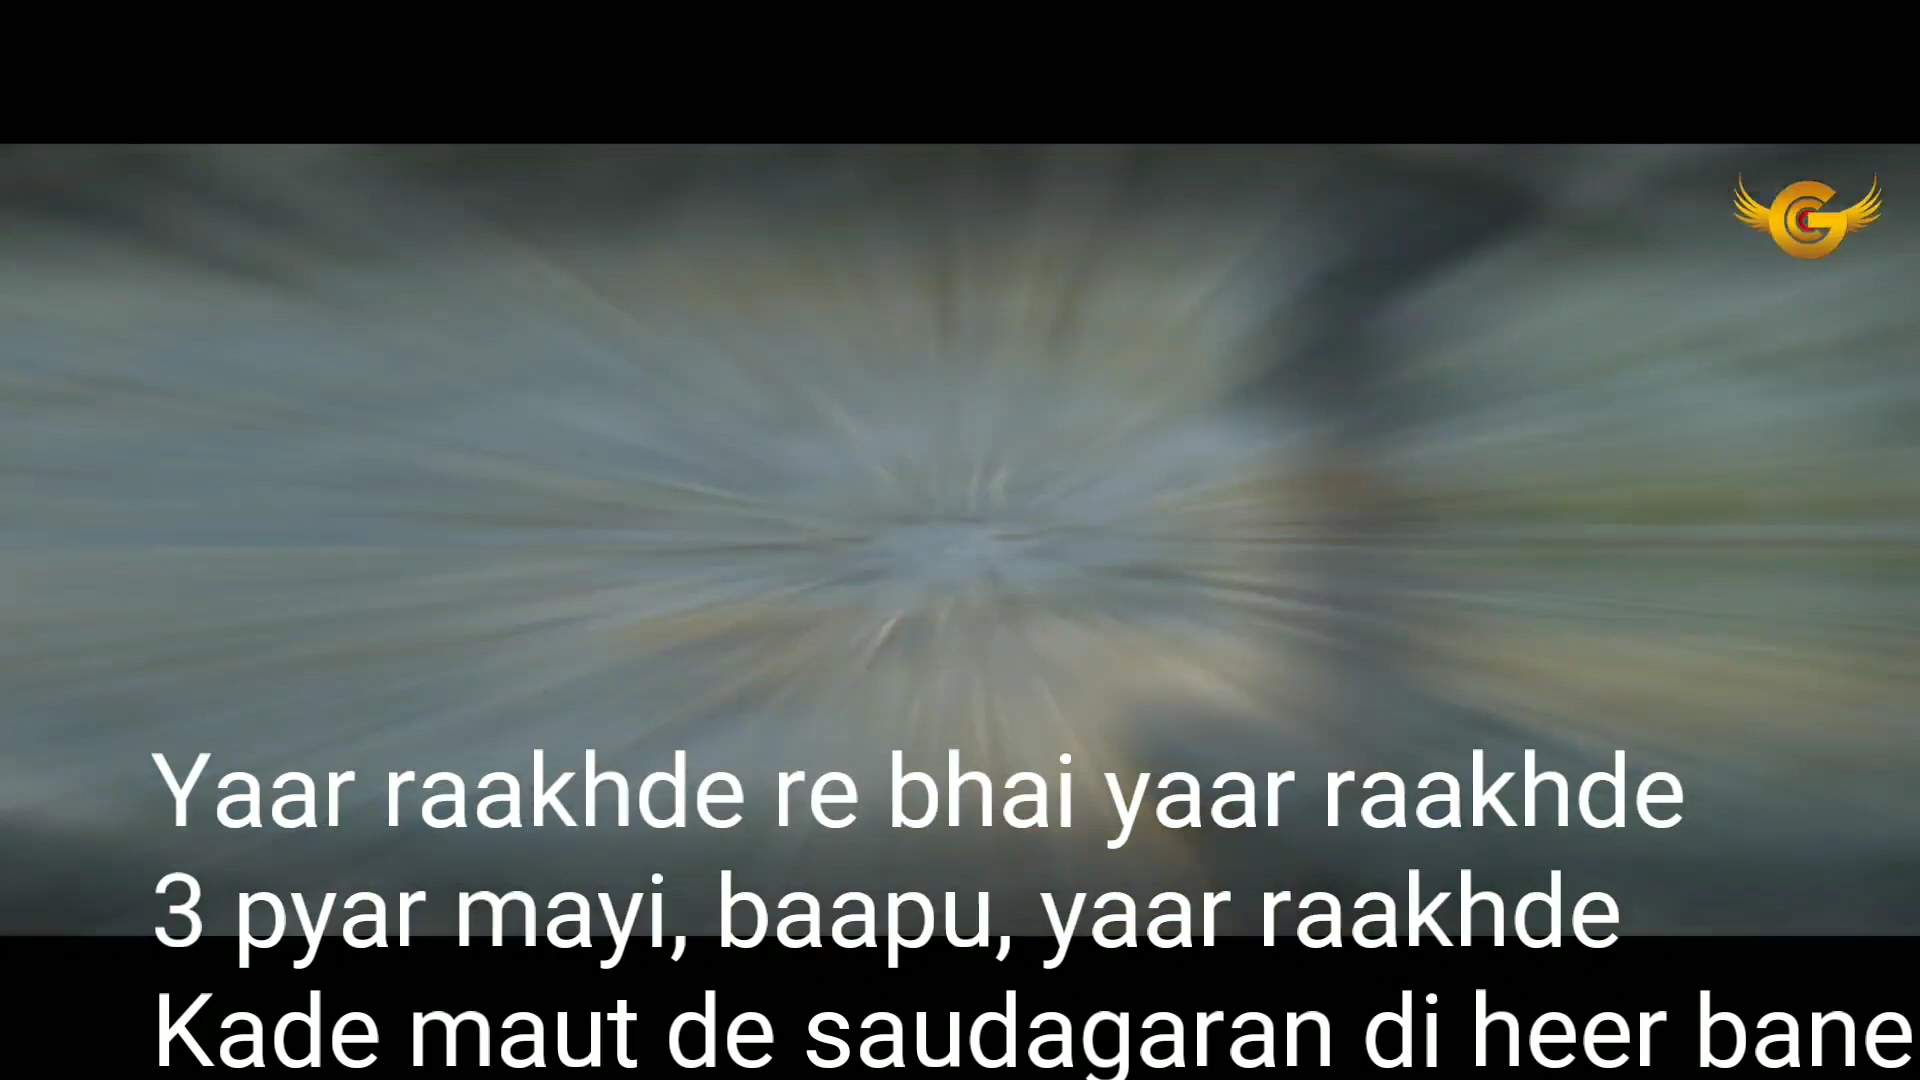 Yaar raakhde re bhai yaar raakhde
3 pyar mayi, baapu, yaar raakhde
Kade maut de saudagaran di heer bane